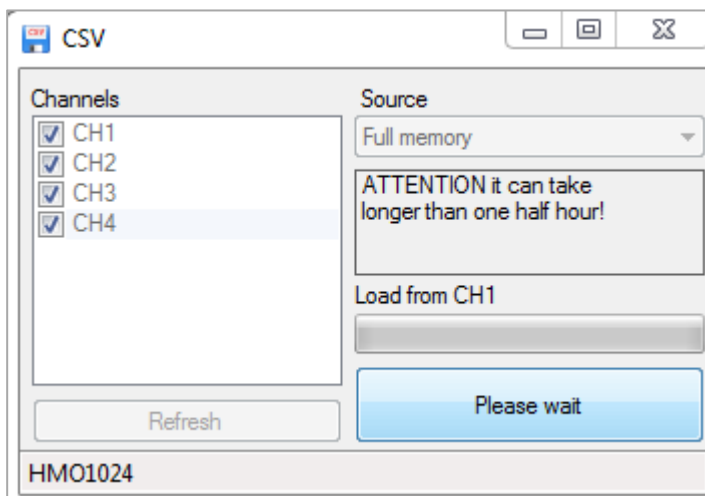 CSV
Channels
CH1
CH2
CH3
CH4
Refresh
Source
Full memory
ATTENTION it can take
longer than one half hour!
Load from CH1
Please wait
HMO1024